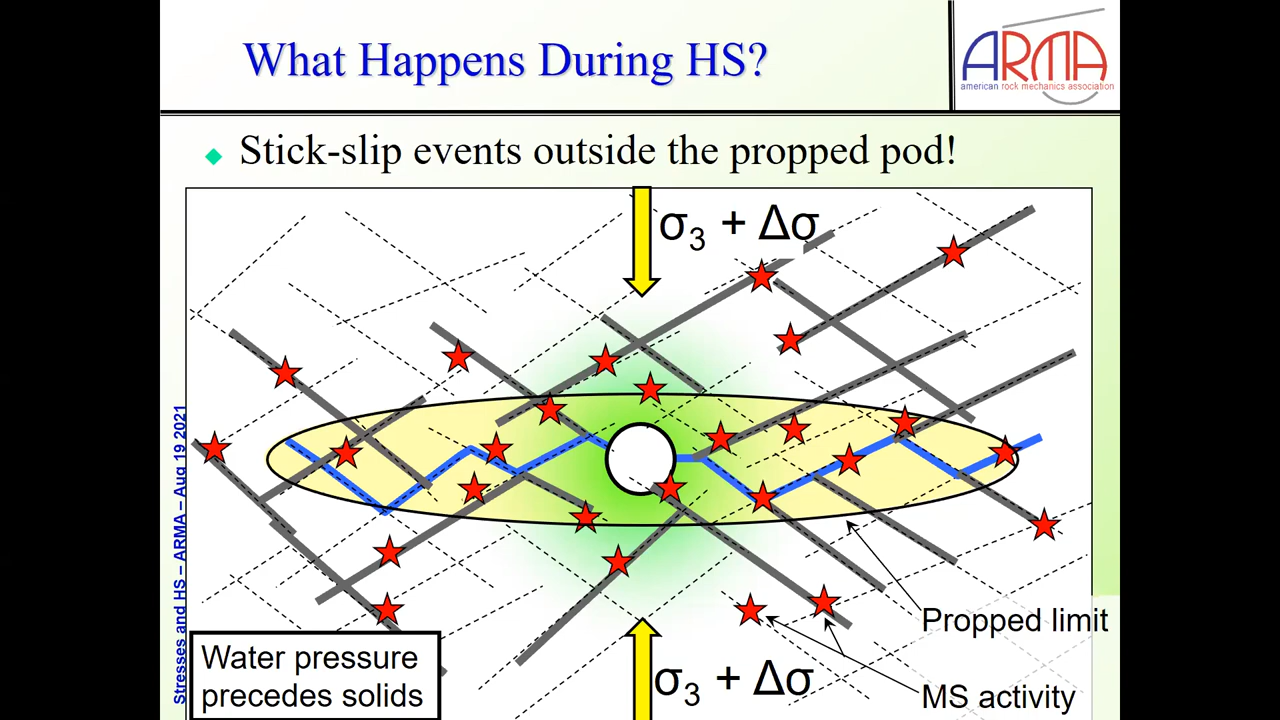 What Happens During HS?
ARMA
american rock mechanics association
Stick-slip events outside the propped pod!
σ₃ + Δσ
Stresses and HS – ARMA – Aug 19 2021
Propped limit
Water pressure
precedes solids
σ₃ + Δσ
MS activity